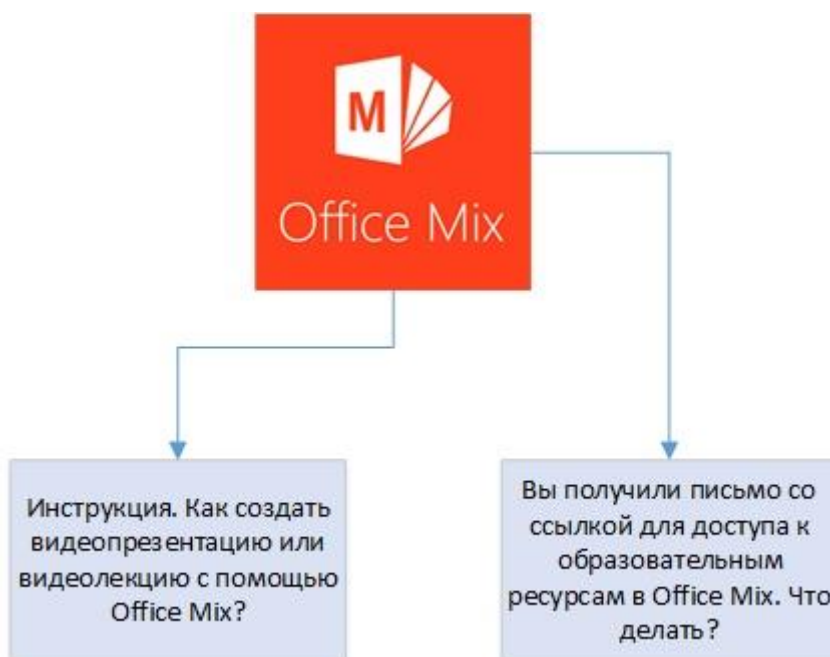 M
Office Mix
Инструкция. Как создать
видеопрезентацию или
видеолекцию с помощью
Office Mix?
Вы получили письмо со
ссылкой для доступа к
образовательным
ресурсам в Office Mix. Что
делать?